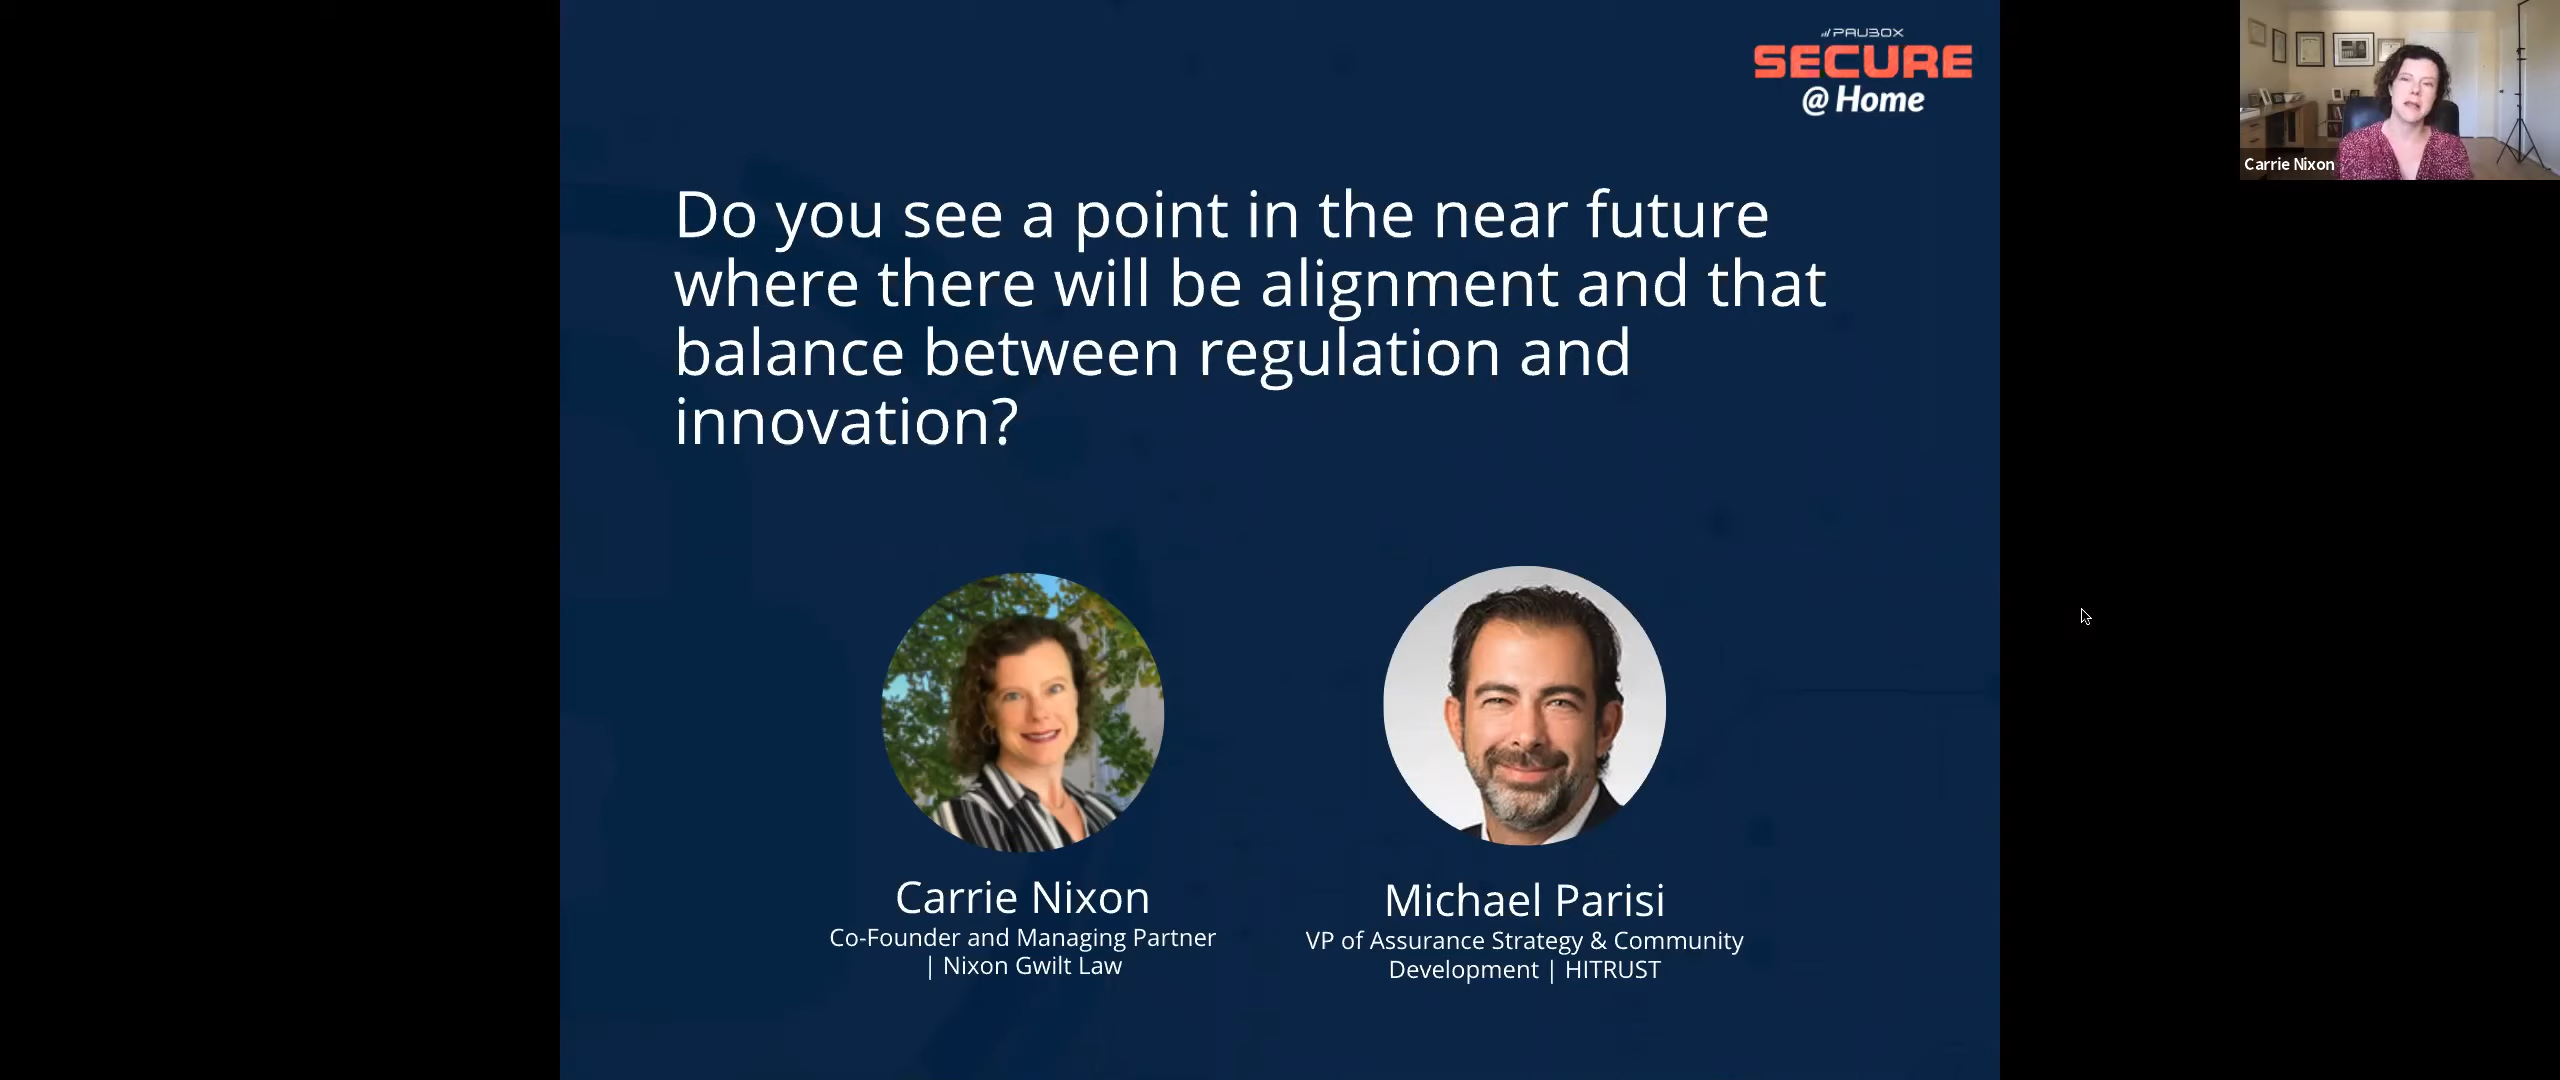 PAUBOX
SECURE
@ Home
Carrie Nixon
Do you see a point in the near future
where there will be alignment and that
balance between regulation and
innovation?
Carrie Nixon
Co-Founder and Managing Partner
| Nixon Gwilt Law
Michael Parisi
VP of Assurance Strategy & Community
Development | HITRUST